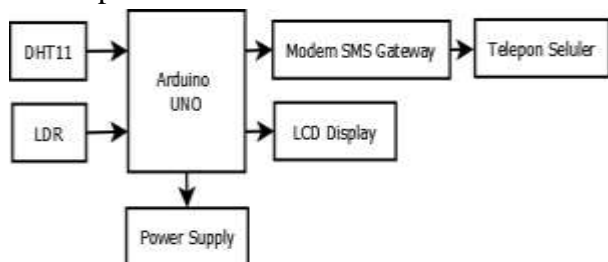 DHT11
Arduino
UNO
Modem SMS Gateway
Telepon Seluler
LDR
LCD Display
Power Supply